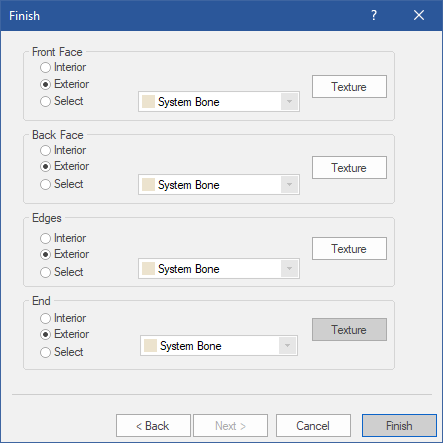 Finish
?
Front Face
Interior
Exterior
Select
System Bone
Texture
Back Face
Interior
Exterior
Select
System Bone
Texture
Edges
Interior
Exterior
Select
System Bone
Texture
End
Interior
Exterior
Select
System Bone
Texture
< Back
Next >
Cancel
Finish